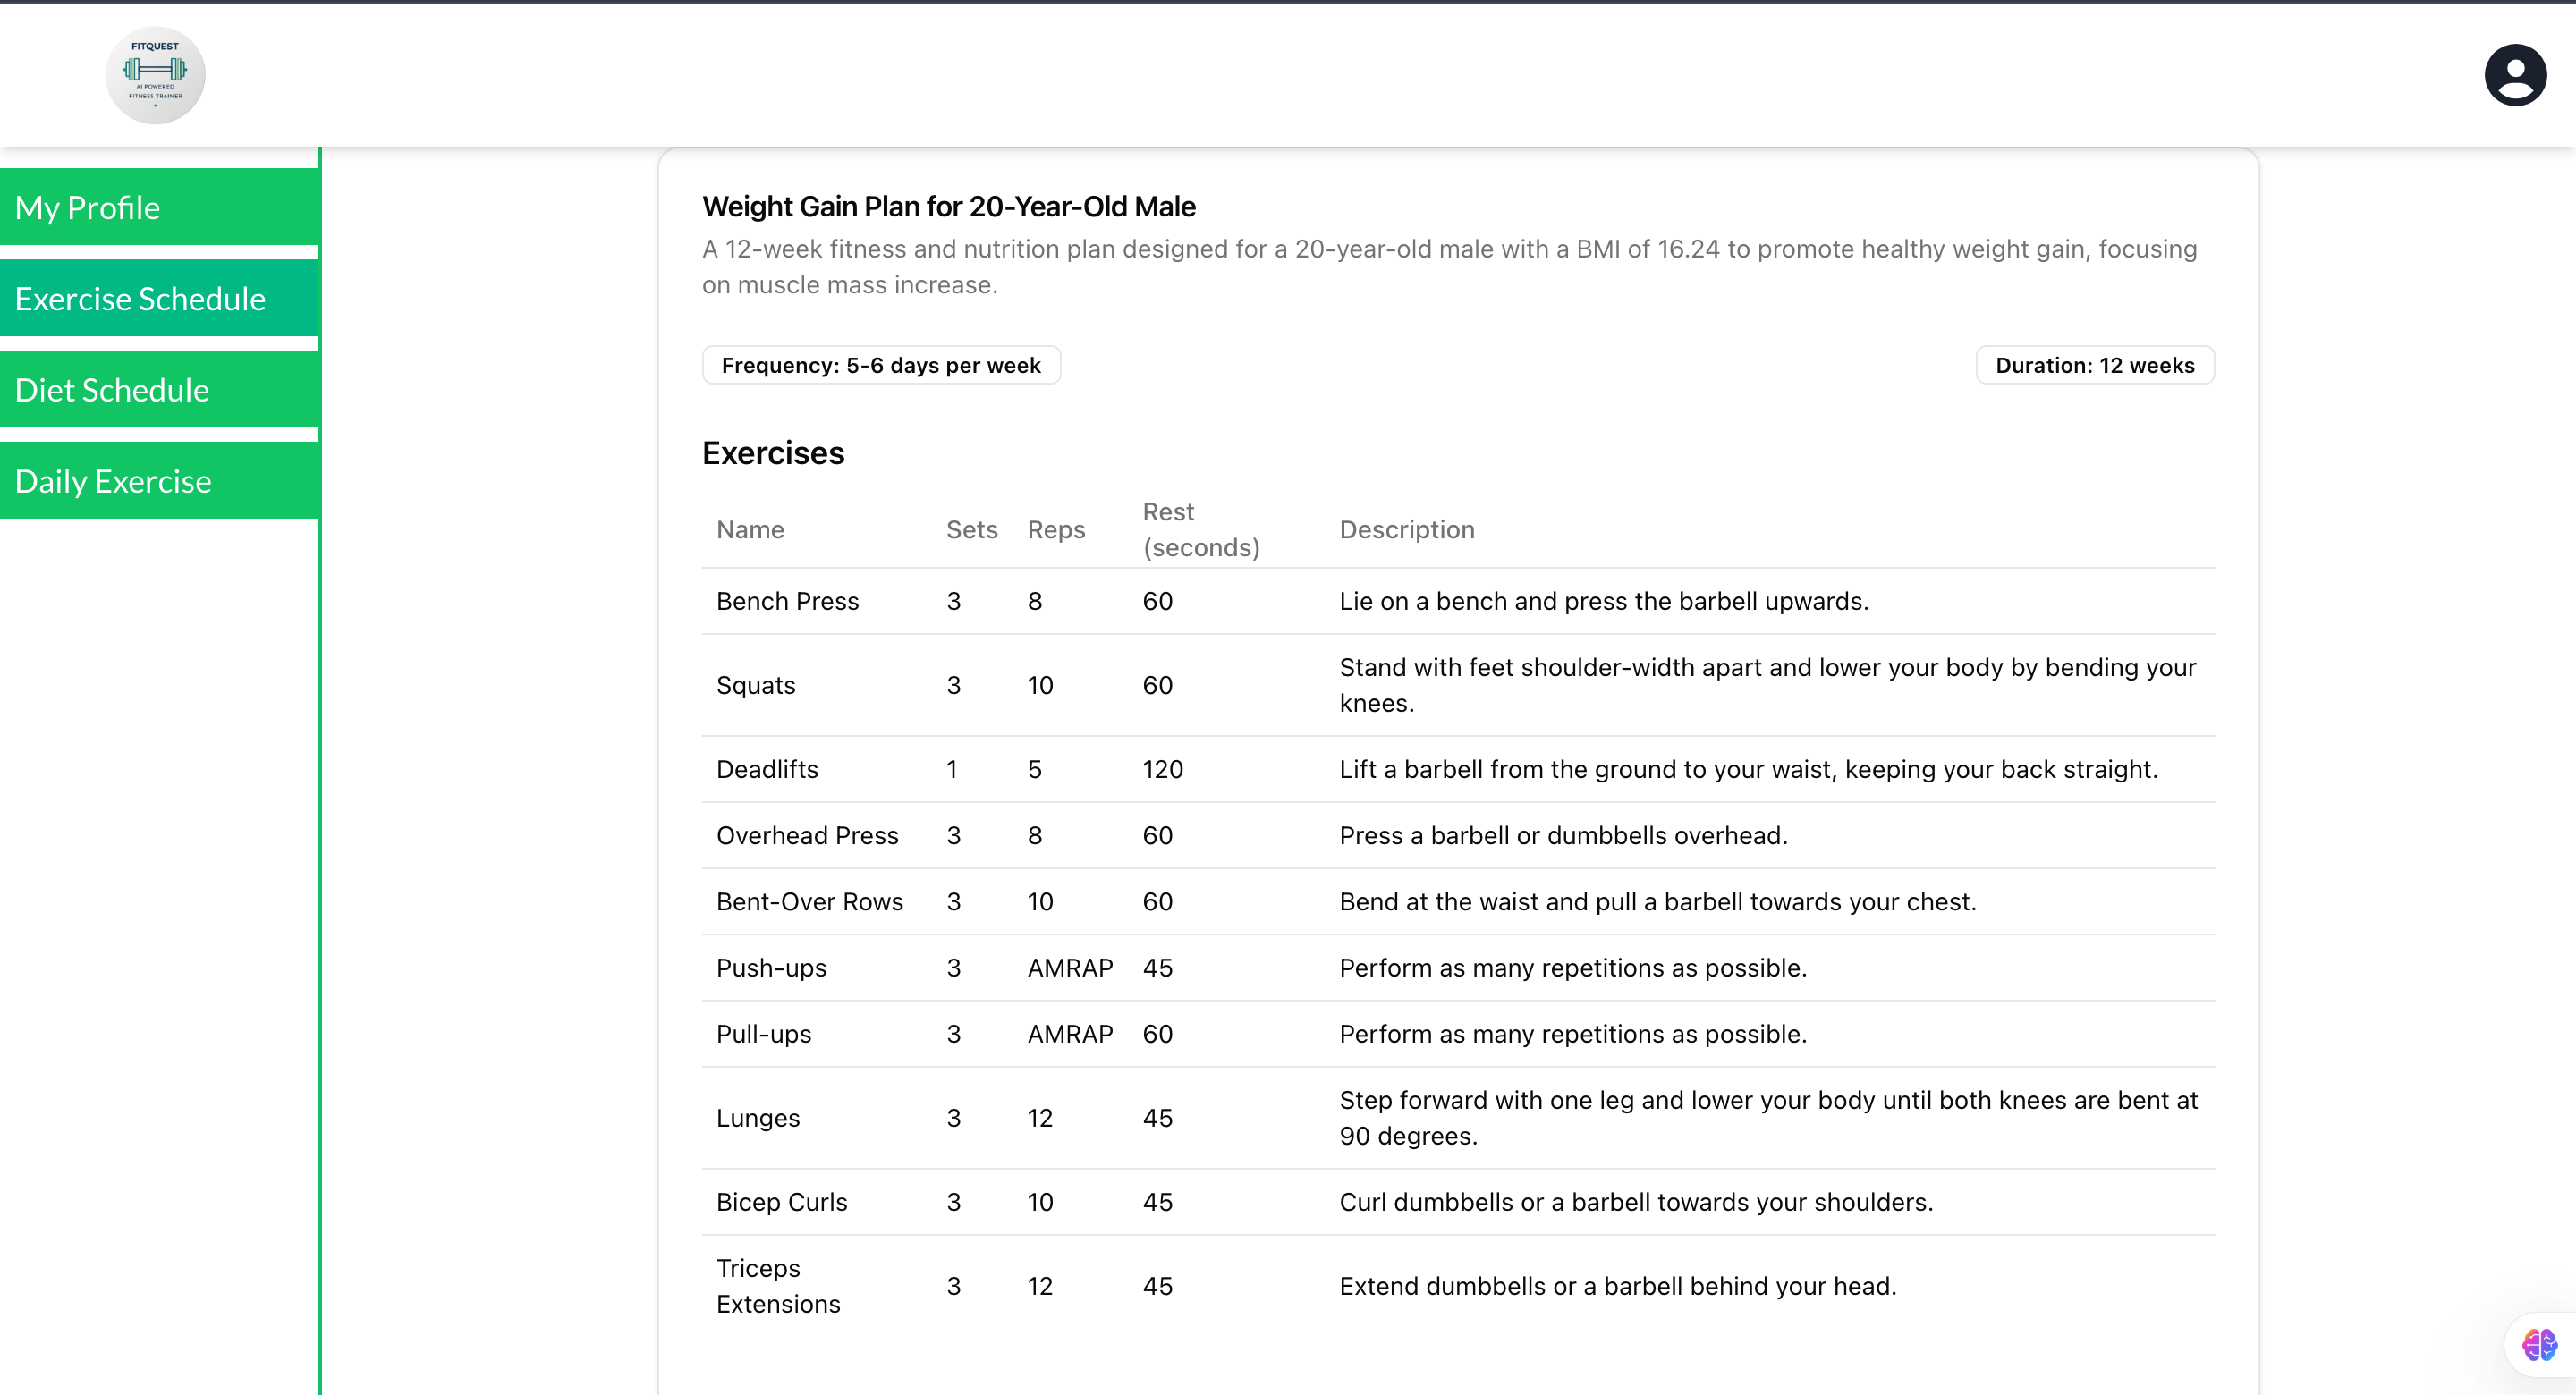 FITQUEST
AI POWERED
FITNESS TRAINER
My Profile
Exercise Schedule
Diet Schedule
Daily Exercise
Weight Gain Plan for 20-Year-Old Male
A 12-week fitness and nutrition plan designed for a 20-year-old male with a BMI of 16.24 to promote healthy weight gain, focusing
on muscle mass increase.
Frequency: 5-6 days per week Duration: 12 weeks
Exercises
Name Sets Reps Rest (seconds) Description
Bench Press 3 8 60 Lie on a bench and press the barbell upwards.
Squats 3 10 60 Stand with feet shoulder-width apart and lower your body by bending your
knees.
Deadlifts 1 5 120 Lift a barbell from the ground to your waist, keeping your back straight.
Overhead Press 3 8 60 Press a barbell or dumbbells overhead.
Bent-Over Rows 3 10 60 Bend at the waist and pull a barbell towards your chest.
Push-ups 3 AMRAP 45 Perform as many repetitions as possible.
Pull-ups 3 AMRAP 60 Perform as many repetitions as possible.
Lunges 3 12 45 Step forward with one leg and lower your body until both knees are bent at
90 degrees.
Bicep Curls 3 10 45 Curl dumbbells or a barbell towards your shoulders.
Triceps Extensions 3 12 45 Extend dumbbells or a barbell behind your head.